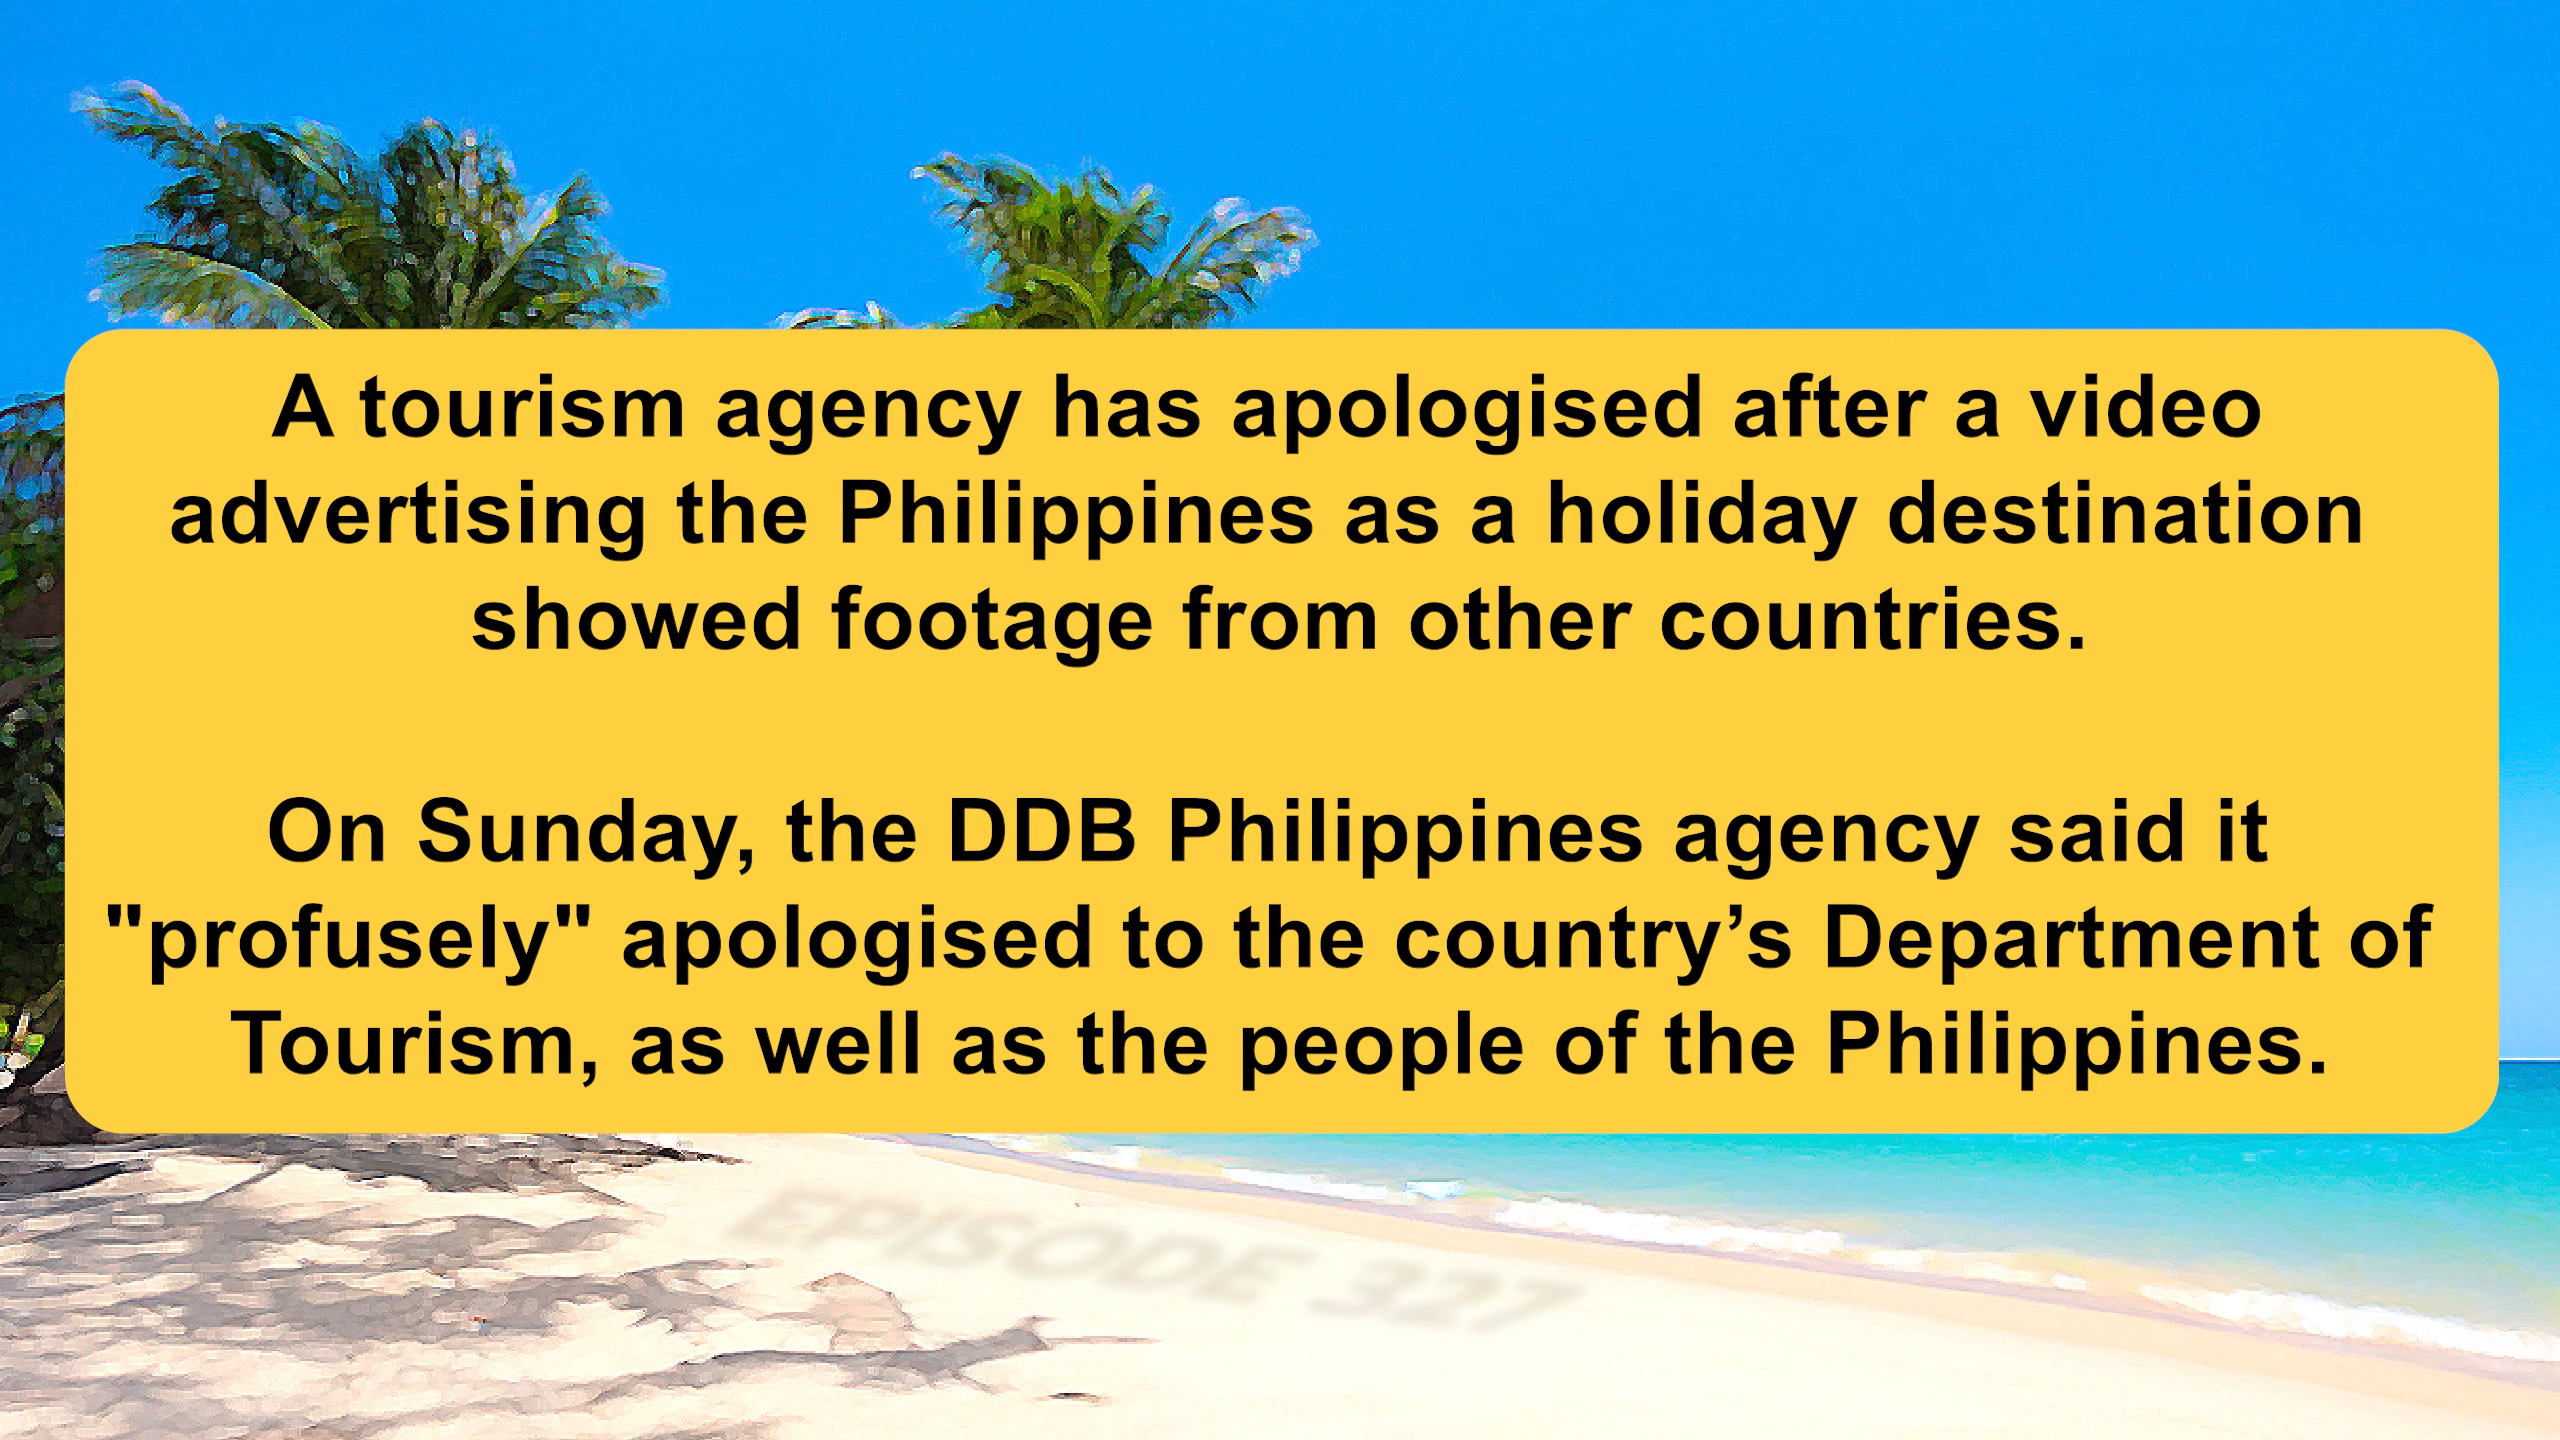 A tourism agency has apologised after a video
advertising the Philippines as a holiday destination
showed footage from other countries.
On Sunday, the DDB Philippines agency said it
"profusely" apologised to the country’s Department of
Tourism, as well as the people of the Philippines.
EPISODE 327